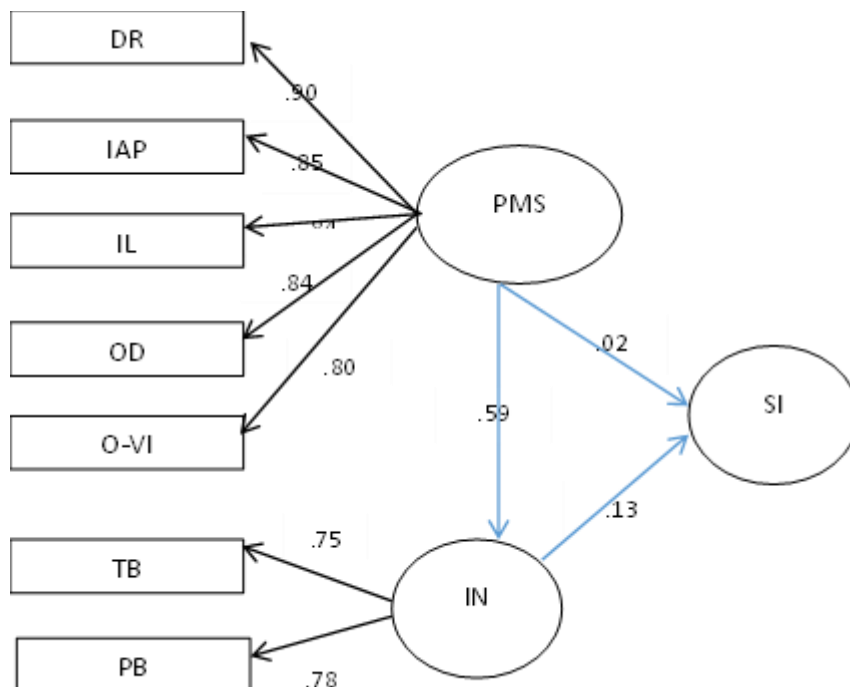 DR
.90
IAP
.85
PMS
IL
.84
OD
.80
.02
.59
SI
O-VI
.13
.75
TB
IN
PB
.78